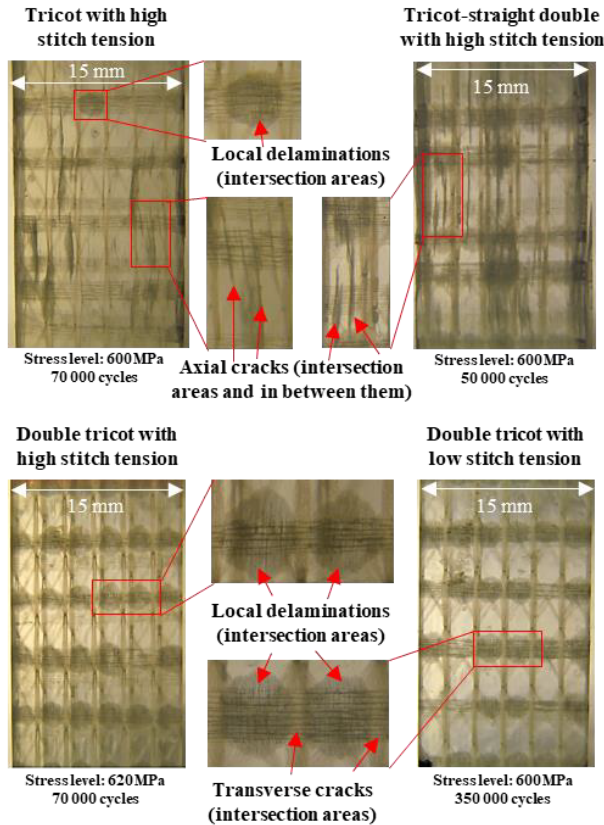 Tricot with high
stitch tension
Tricot-straight double
with high stitch tension
15 mm
15 mm
Local delaminations
(intersection areas)
Axial cracks (intersection
areas and in between them)
Stress level: 600MPa
70 000 cycles
Stress level: 600MPa
50 000 cycles
Double tricot with
high stitch tension
Double tricot with
low stitch tension
15 mm
15 mm
Local delaminations
(intersection areas)
Transverse cracks
(intersection areas)
Stress level: 620MPa
70 000 cycles
Stress level: 600MPa
350 000 cycles